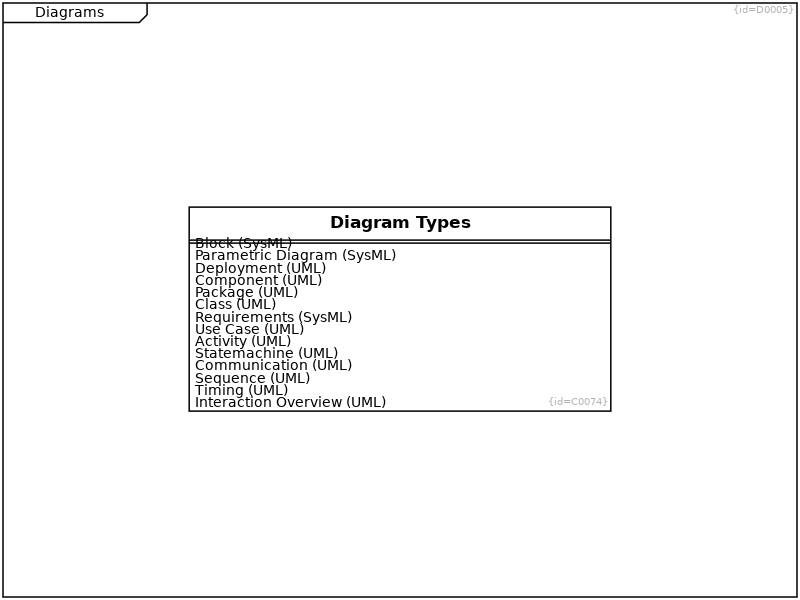 Diagrams
{id=D0005}
Diagram Types
Block (SysML)
Parametric Diagram (SysML)
Deployment (UML)
Component (UML)
Package (UML)
Class (UML)
Requirements (SysML)
Use Case (UML)
Activity (UML)
Statemachine (UML)
Communication (UML)
Sequence (UML)
Timing (UML)
Interaction Overview (UML)
{id=C0074}